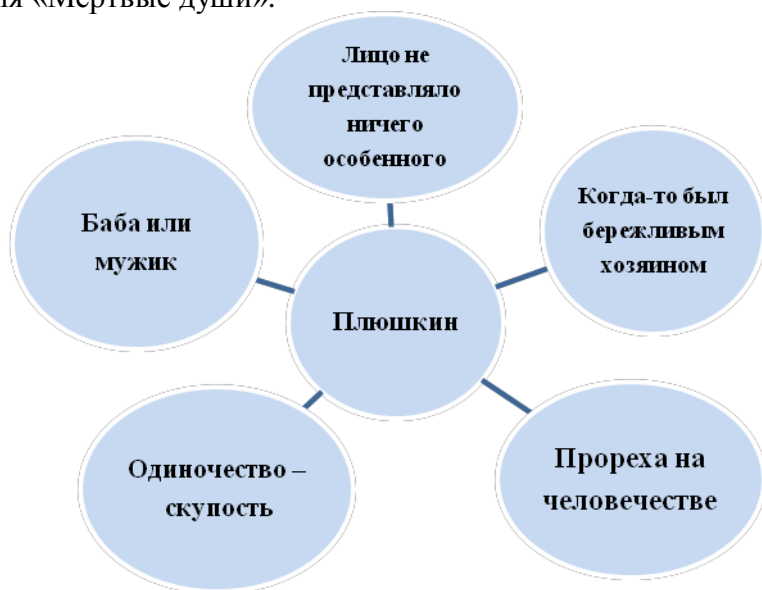 «Мертвые души».
Лицо не
представляло
ничего
особенного
Баба или
мужик
Когда-то был
бережливым
хозяином
Плюшкин
Одиночество –
скупость
Прореха на
человечестве